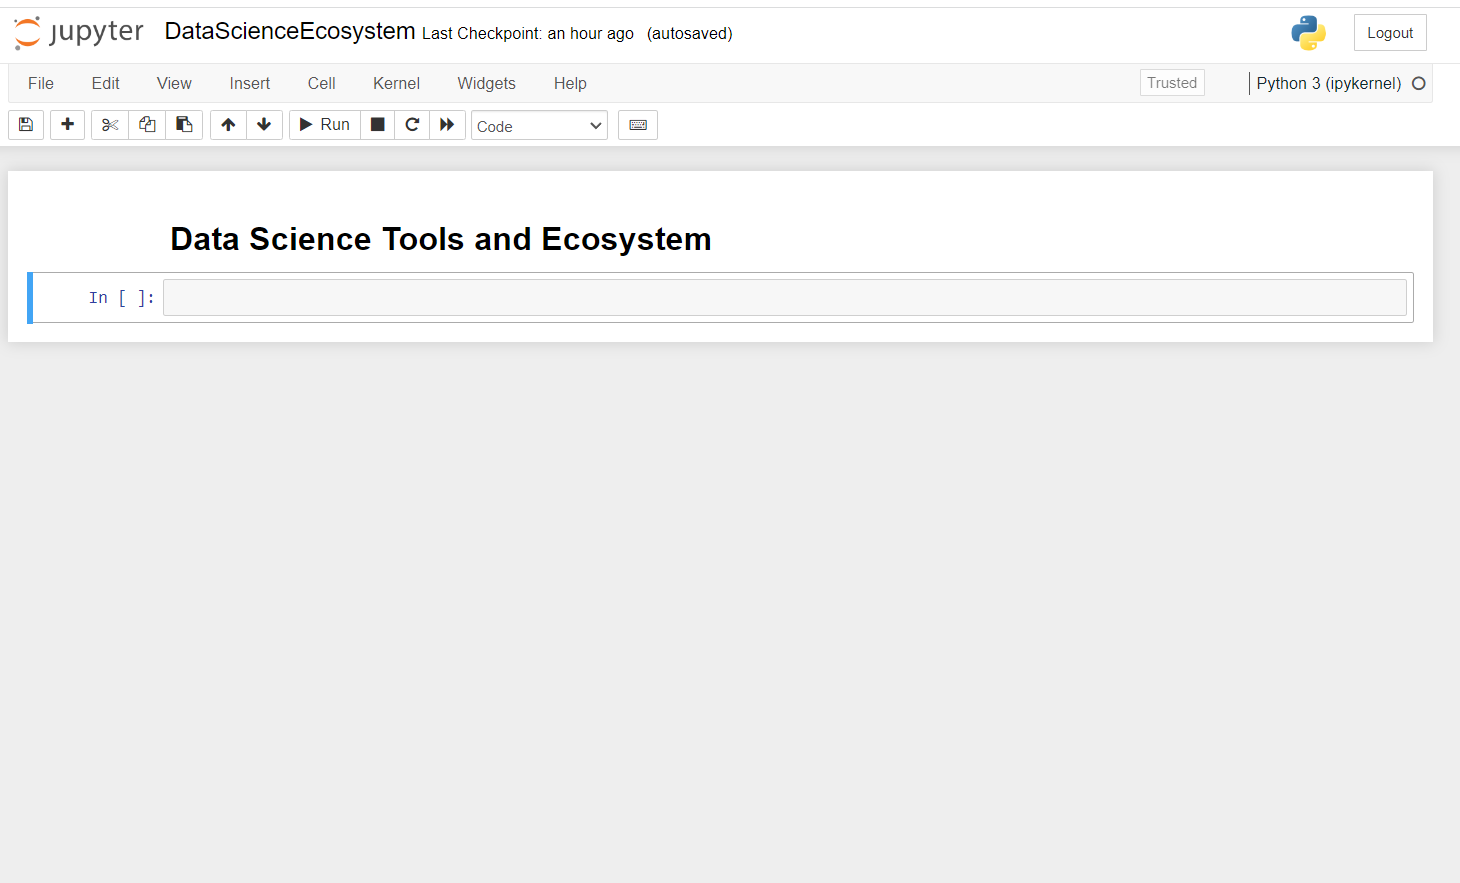 jupyter DataScienceEcosystem Last Checkpoint: an hour ago (autosaved) Logout
File Edit View Insert Cell Kernel Widgets Help Trusted Python 3 (ipykernel)
Run Code
Data Science Tools and Ecosystem
In [ ]: